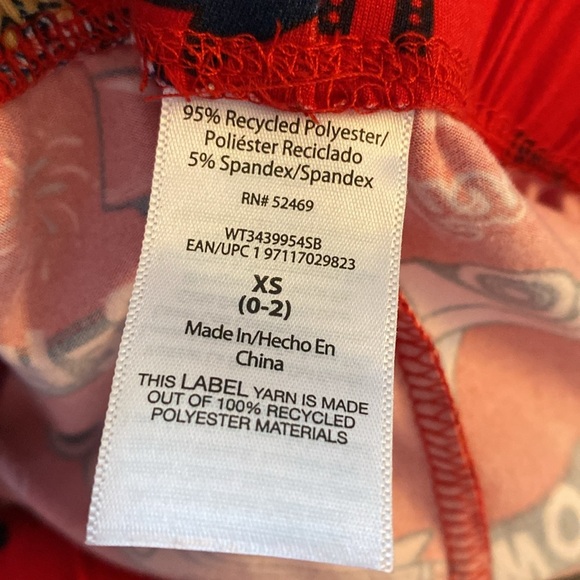 95% Recycled Polyester/
Poliéster Reciclado
5% Spandex/Spandex
RN# 52469
WT3439954SB
EAN/UPC 1 97117029823
XS
(0-2)
Made In/Hecho En
China
THIS LABEL YARN IS MADE
OUT OF 100% RECYCLED
POLYESTER MATERIALS